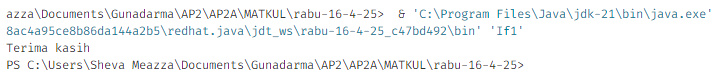 azza\Documents\Gunadarma\AP2\AP2A\MATKUL\rabu-16-4-25>  & 'C:\Program Files\Java\jdk-21\bin\java.exe'
8ac4a95ce8b86da144a2b5\redhat.java\jdt_ws\rabu-16-4-25_c47bd492\bin' 'If1'
Terima kasih
PS C:\Users\Sheva Meazza\Documents\Gunadarma\AP2\AP2A\MATKUL\rabu-16-4-25>